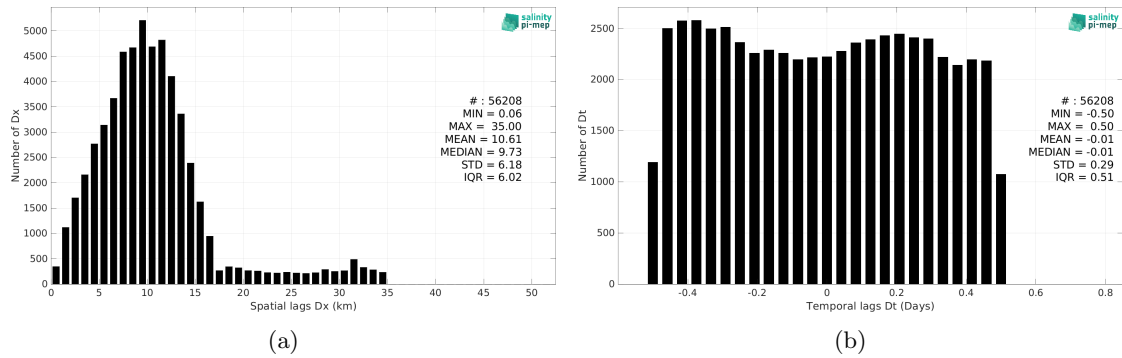 5000
4500
4000
3500
3000
2500
2000
1500
1000
500
0
Number of Dx
0 5 10 15 20 25 30 35 40 45 50
Spatial lags Dx (km)
salinity
pi-mep
# : 56208
MIN = 0.06
MAX = 35.00
MEAN = 10.61
MEDIAN = 9.73
STD = 6.18
IQR = 6.02
(a)
2500
2000
1500
1000
500
0
Number of Dt
-0.4 -0.2 0 0.2 0.4 0.6 0.8
Temporal lags Dt (Days)
salinity
pi-mep
# : 56208
MIN = -0.50
MAX = 0.50
MEAN = -0.01
MEDIAN = -0.01
STD = 0.29
IQR = 0.51
(b)